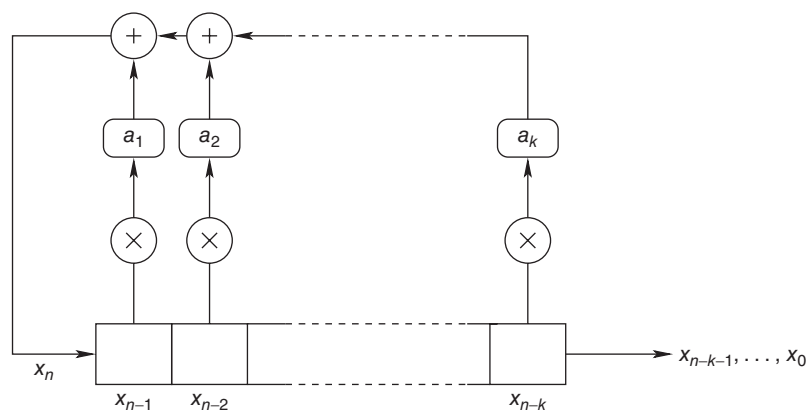 + +
a₁ a₂ aₖ
× × ×
xₙ xₙ₋ₖ₋₁, . . . , x₀
xₙ₋₁ xₙ₋₂ xₙ₋ₖ